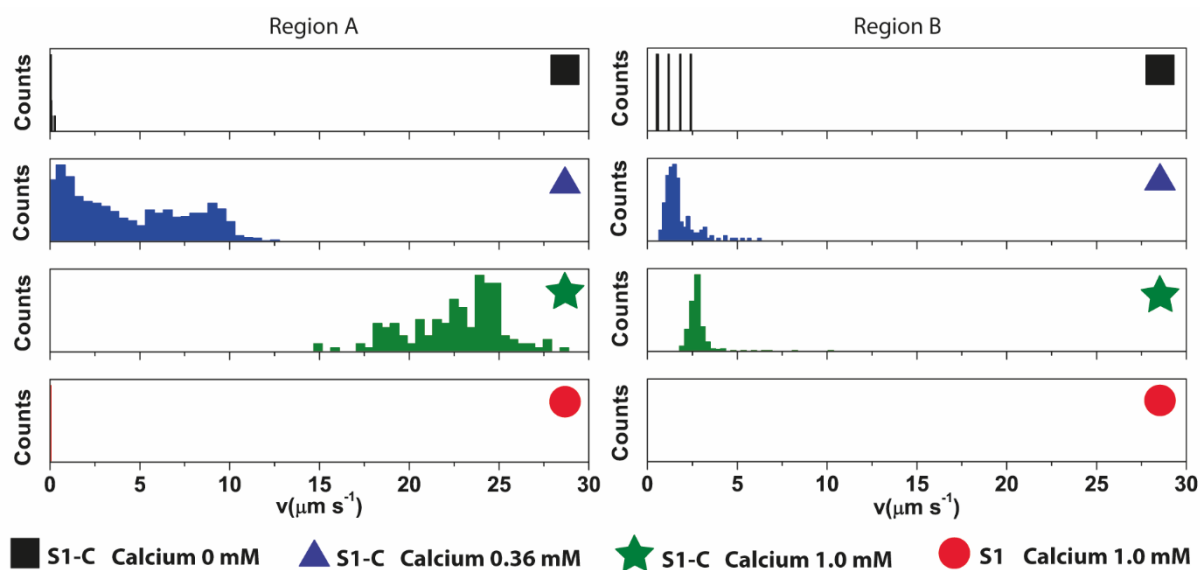 Region A
Region B
Counts
Counts
Counts
Counts
Counts
Counts
Counts
Counts
0 5 10 15 20 25 30
0 5 10 15 20 25 30
v(μm s⁻¹)
v(μm s⁻¹)
S1-C Calcium 0 mM
S1-C Calcium 0.36 mM
S1-C Calcium 1.0 mM
S1 Calcium 1.0 mM